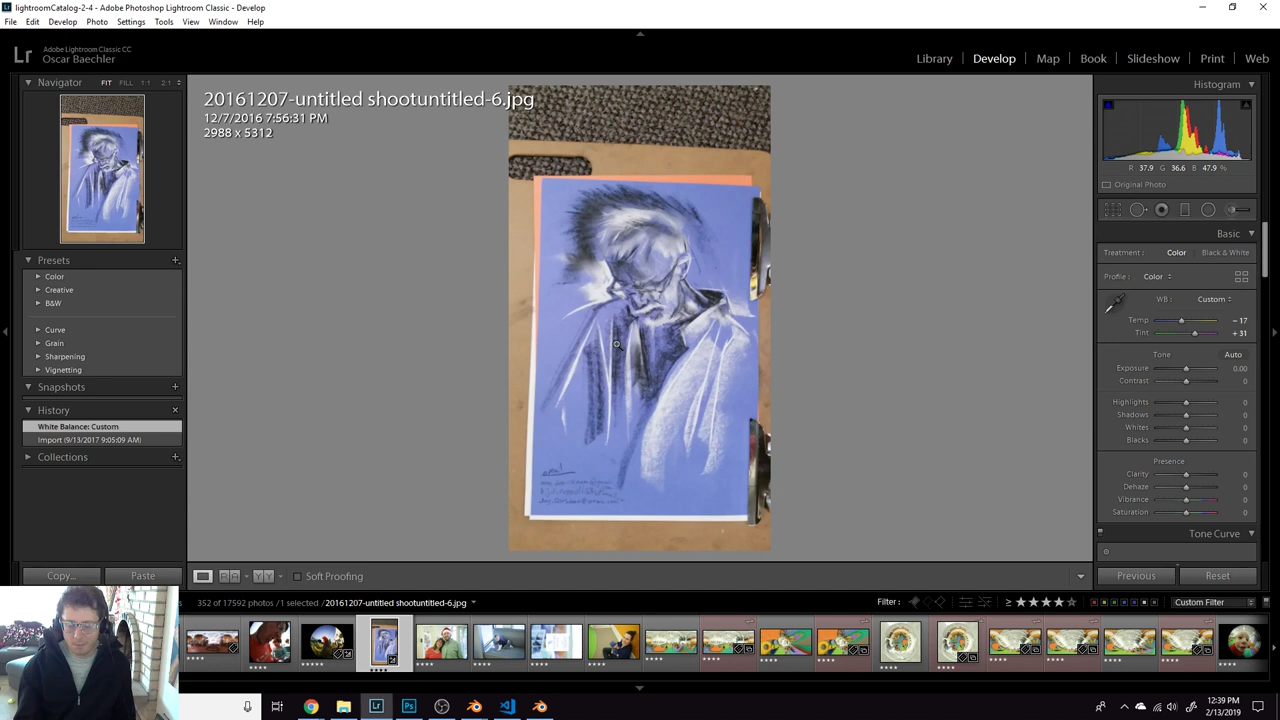 lightroomCatalog-2-4 - Adobe Photoshop Lightroom Classic - Develop
File Edit Develop Photo Settings Tools View Window Help
Lr Adobe Lightroom Classic CC
Oscar Baechler
Library Develop Map Book Slideshow Print Web
Navigator FIT FILL 1:1 2:1
20161207-untitled shootuntitled-6.jpg
12/7/2016 7:56:31 PM
2988 x 5312
Presets
Color
Creative
B&W
Curve
Grain
Sharpening
Vignetting
Snapshots
History
White Balance: Custom
Import (9/13/2017 9:05:09 AM)
Collections
Copy... Paste
Histogram
R 37.9 G 36.6 B 47.9 %
Original Photo
Basic
Treatment: Color Black & White
Profile: Color
WB: Custom
Temp - 17
Tint + 31
Tone Auto
Exposure 0.00
Contrast 0
Highlights 0
Shadows 0
Whites 0
Blacks 0
Presence
Clarity 0
Dehaze 0
Vibrance 0
Saturation 0
Tone Curve
Previous Reset
Soft Proofing
352 of 17592 photos /1 selected /20161207-untitled shootuntitled-6.jpg
Filter: Custom Filter
Lr Ps
12:39 PM
2/13/2019